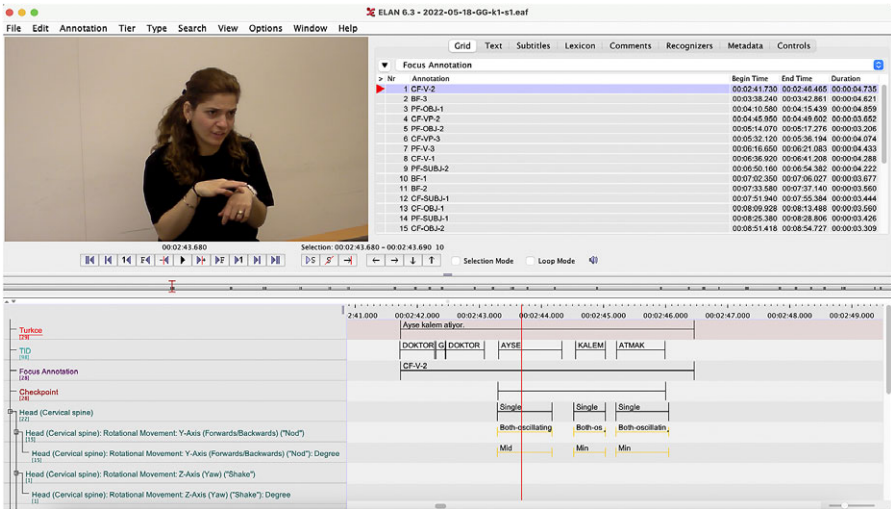 ELAN 6.3 - 2022-05-18-GG-k1-s1.eaf
File Edit Annotation Tier Type Search View Options Window Help
Grid Text Subtitles Lexicon Comments Recognizers Metadata Controls
Focus Annotation
> Nr Annotation Begin Time End Time Duration
1 CF-V-2 00:02:41.730 00:02:46.465 00:00:04.735
2 BF-3 00:03:38.240 00:03:42.861 00:00:04.621
3 PF-OBJ-1 00:04:10.580 00:04:15.439 00:00:04.859
4 CF-VP-2 00:04:45.950 00:04:49.602 00:00:03.652
5 PF-OBJ-2 00:05:14.070 00:05:17.276 00:00:03.206
6 CF-VP-3 00:05:32.120 00:05:36.194 00:00:04.074
7 PF-V-3 00:06:16.650 00:06:21.083 00:00:04.433
8 CF-V-1 00:06:36.920 00:06:41.208 00:00:04.288
9 PF-SUBJ-2 00:06:50.160 00:06:54.382 00:00:04.222
10 BF-1 00:07:02.350 00:07:06.027 00:00:03.677
11 BF-2 00:07:33.580 00:07:37.140 00:00:03.560
12 CF-SUBJ-1 00:07:51.940 00:07:55.384 00:00:03.444
13 CF-OBJ-1 00:08:09.928 00:08:13.488 00:00:03.560
14 PF-SUBJ-1 00:08:25.380 00:08:28.806 00:00:03.426
15 CF-OBJ-2 00:08:51.418 00:08:54.727 00:00:03.309
00:02:43.680 Selection: 00:02:43.680 - 00:02:43.690 10
Selection Mode Loop Mode
2:41.000 00:02:42.000 00:02:43.000 00:02:44.000 00:02:45.000 00:02:46.000 00:02:47.000 00:02:48.000 00:02:49.000
Turkce Ayse kalem atiyor.
[29]
TID DOKTOR G DOKTOR AYSE KALEM ATMAK
[98]
Focus Annotation CF-V-2
[28]
Checkpoint
[28]
Head (Cervical spine) Single Single Single
[22]
Head (Cervical spine): Rotational Movement: Y-Axis (Forwards/Backwards) ("Nod") Both-oscillating Both-os Both-oscillatin
[15]
Head (Cervical spine): Rotational Movement: Y-Axis (Forwards/Backwards) ("Nod"): Degree Mid Min Min
[15]
Head (Cervical spine): Rotational Movement: Z-Axis (Yaw) ("Shake")
[1]
Head (Cervical spine): Rotational Movement: Z-Axis (Yaw) ("Shake"): Degree
[1]